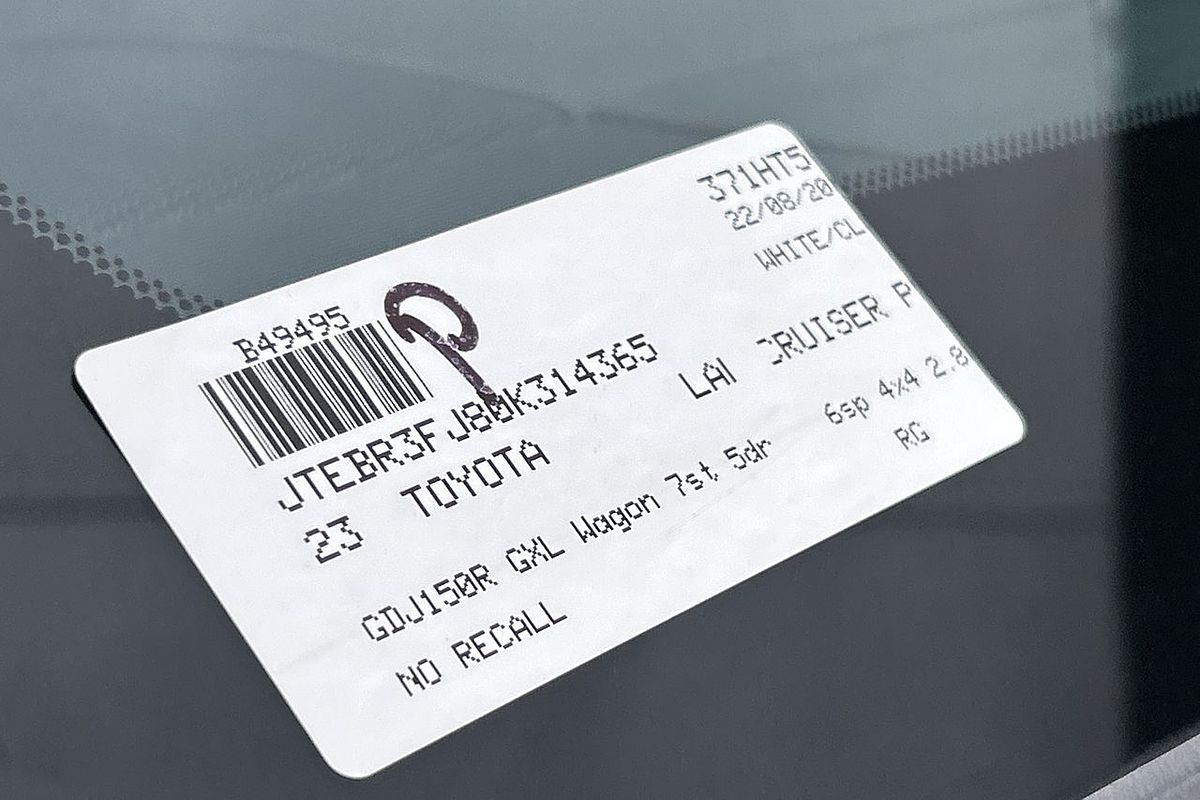 371HT5
22/08/20
WHITE/CL
B49495
JTEBR3FJ80K314365
23 TOYOTA LAI CRUISER P
GDJ150R GXL Wagon 7st 5dr 6sp 4x4 2.8
NO RECALL RG